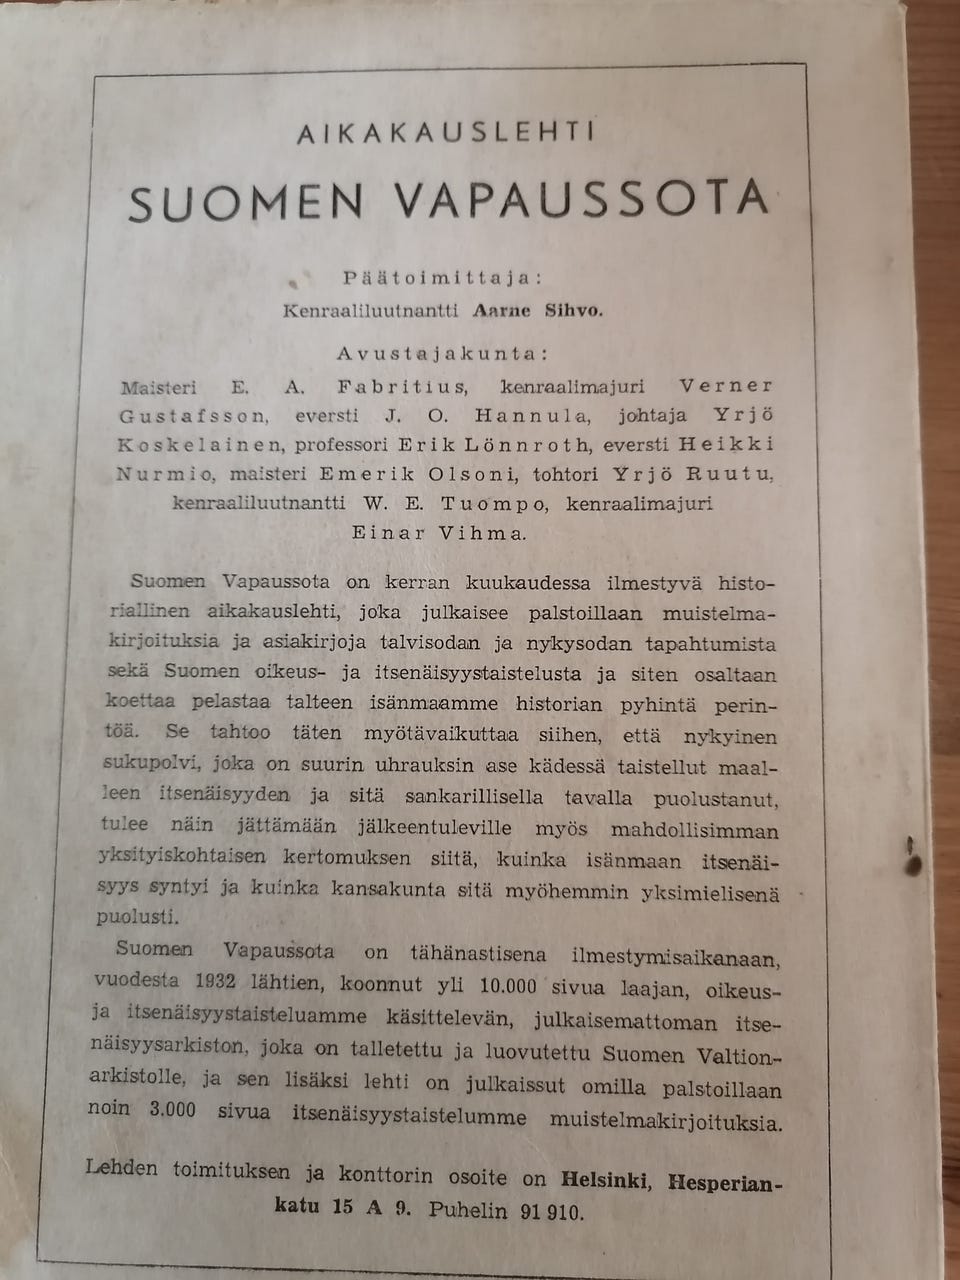 AIKAKAUSLEHTI
SUOMEN VAPAUSSOTA
Päätoimittaja:
Kenraaliluutnantti Aarne Sihvo.
Avustajakunta:
Maisteri E. A. Fabritius, kenraalimajuri Verner
Gustafsson, eversti J. O. Hannula, johtaja Yrjö
Koskelainen, professori Erik Lönnroth, eversti Heikki
Nurmio, maisteri Emerik Olsoni, tohtori Yrjö Ruutu,
kenraaliluutnantti W. E. Tuompo, kenraalimajuri
Einar Vihma.
Suomen Vapaussota on kerran kuukaudessa ilmestyvä histo-
riallinen aikakauslehti, joka julkaisee palstoillaan muistelma-
kirjoituksia ja asiakirjoja talvisodan ja nykysodan tapahtumista
sekä Suomen oikeus- ja itsenäisyystaistelusta ja siten osaltaan
koettaa pelastaa talteen isänmaamme historian pyhintä perin-
töä. Se tahtoo täten myötävaikuttaa siihen, että nykyinen
sukupolvi, joka on suurin uhrauksin ase kädessä taistellut maal-
leen itsenäisyyden ja sitä sankarillisella tavalla puolustanut,
tulee näin jättämään jälkeentuleville myös mahdollisimman
yksityiskohtaisen kertomuksen siitä, kuinka isänmaan itsenäi-
syys syntyi ja kuinka kansakunta sitä myöhemmin yksimielisenä
puolusti.
Suomen Vapaussota on tähänastisena ilmestymisaikanaan,
vuodesta 1932 lähtien, koonnut yli 10.000 sivua laajan, oikeus-
ja itsenäisyystaisteluamme käsittelevän, julkaisemattoman itse-
näisyysarkiston, joka on talletettu ja luovutettu Suomen Valtion-
arkistolle, ja sen lisäksi lehti on julkaissut omilla palstoillaan
noin 3.000 sivua itsenäisyystaistelumme muistelmakirjoituksia.
Lehden toimituksen ja konttorin osoite on Helsinki, Hesperian-
katu 15 A 9. Puhelin 91 910.